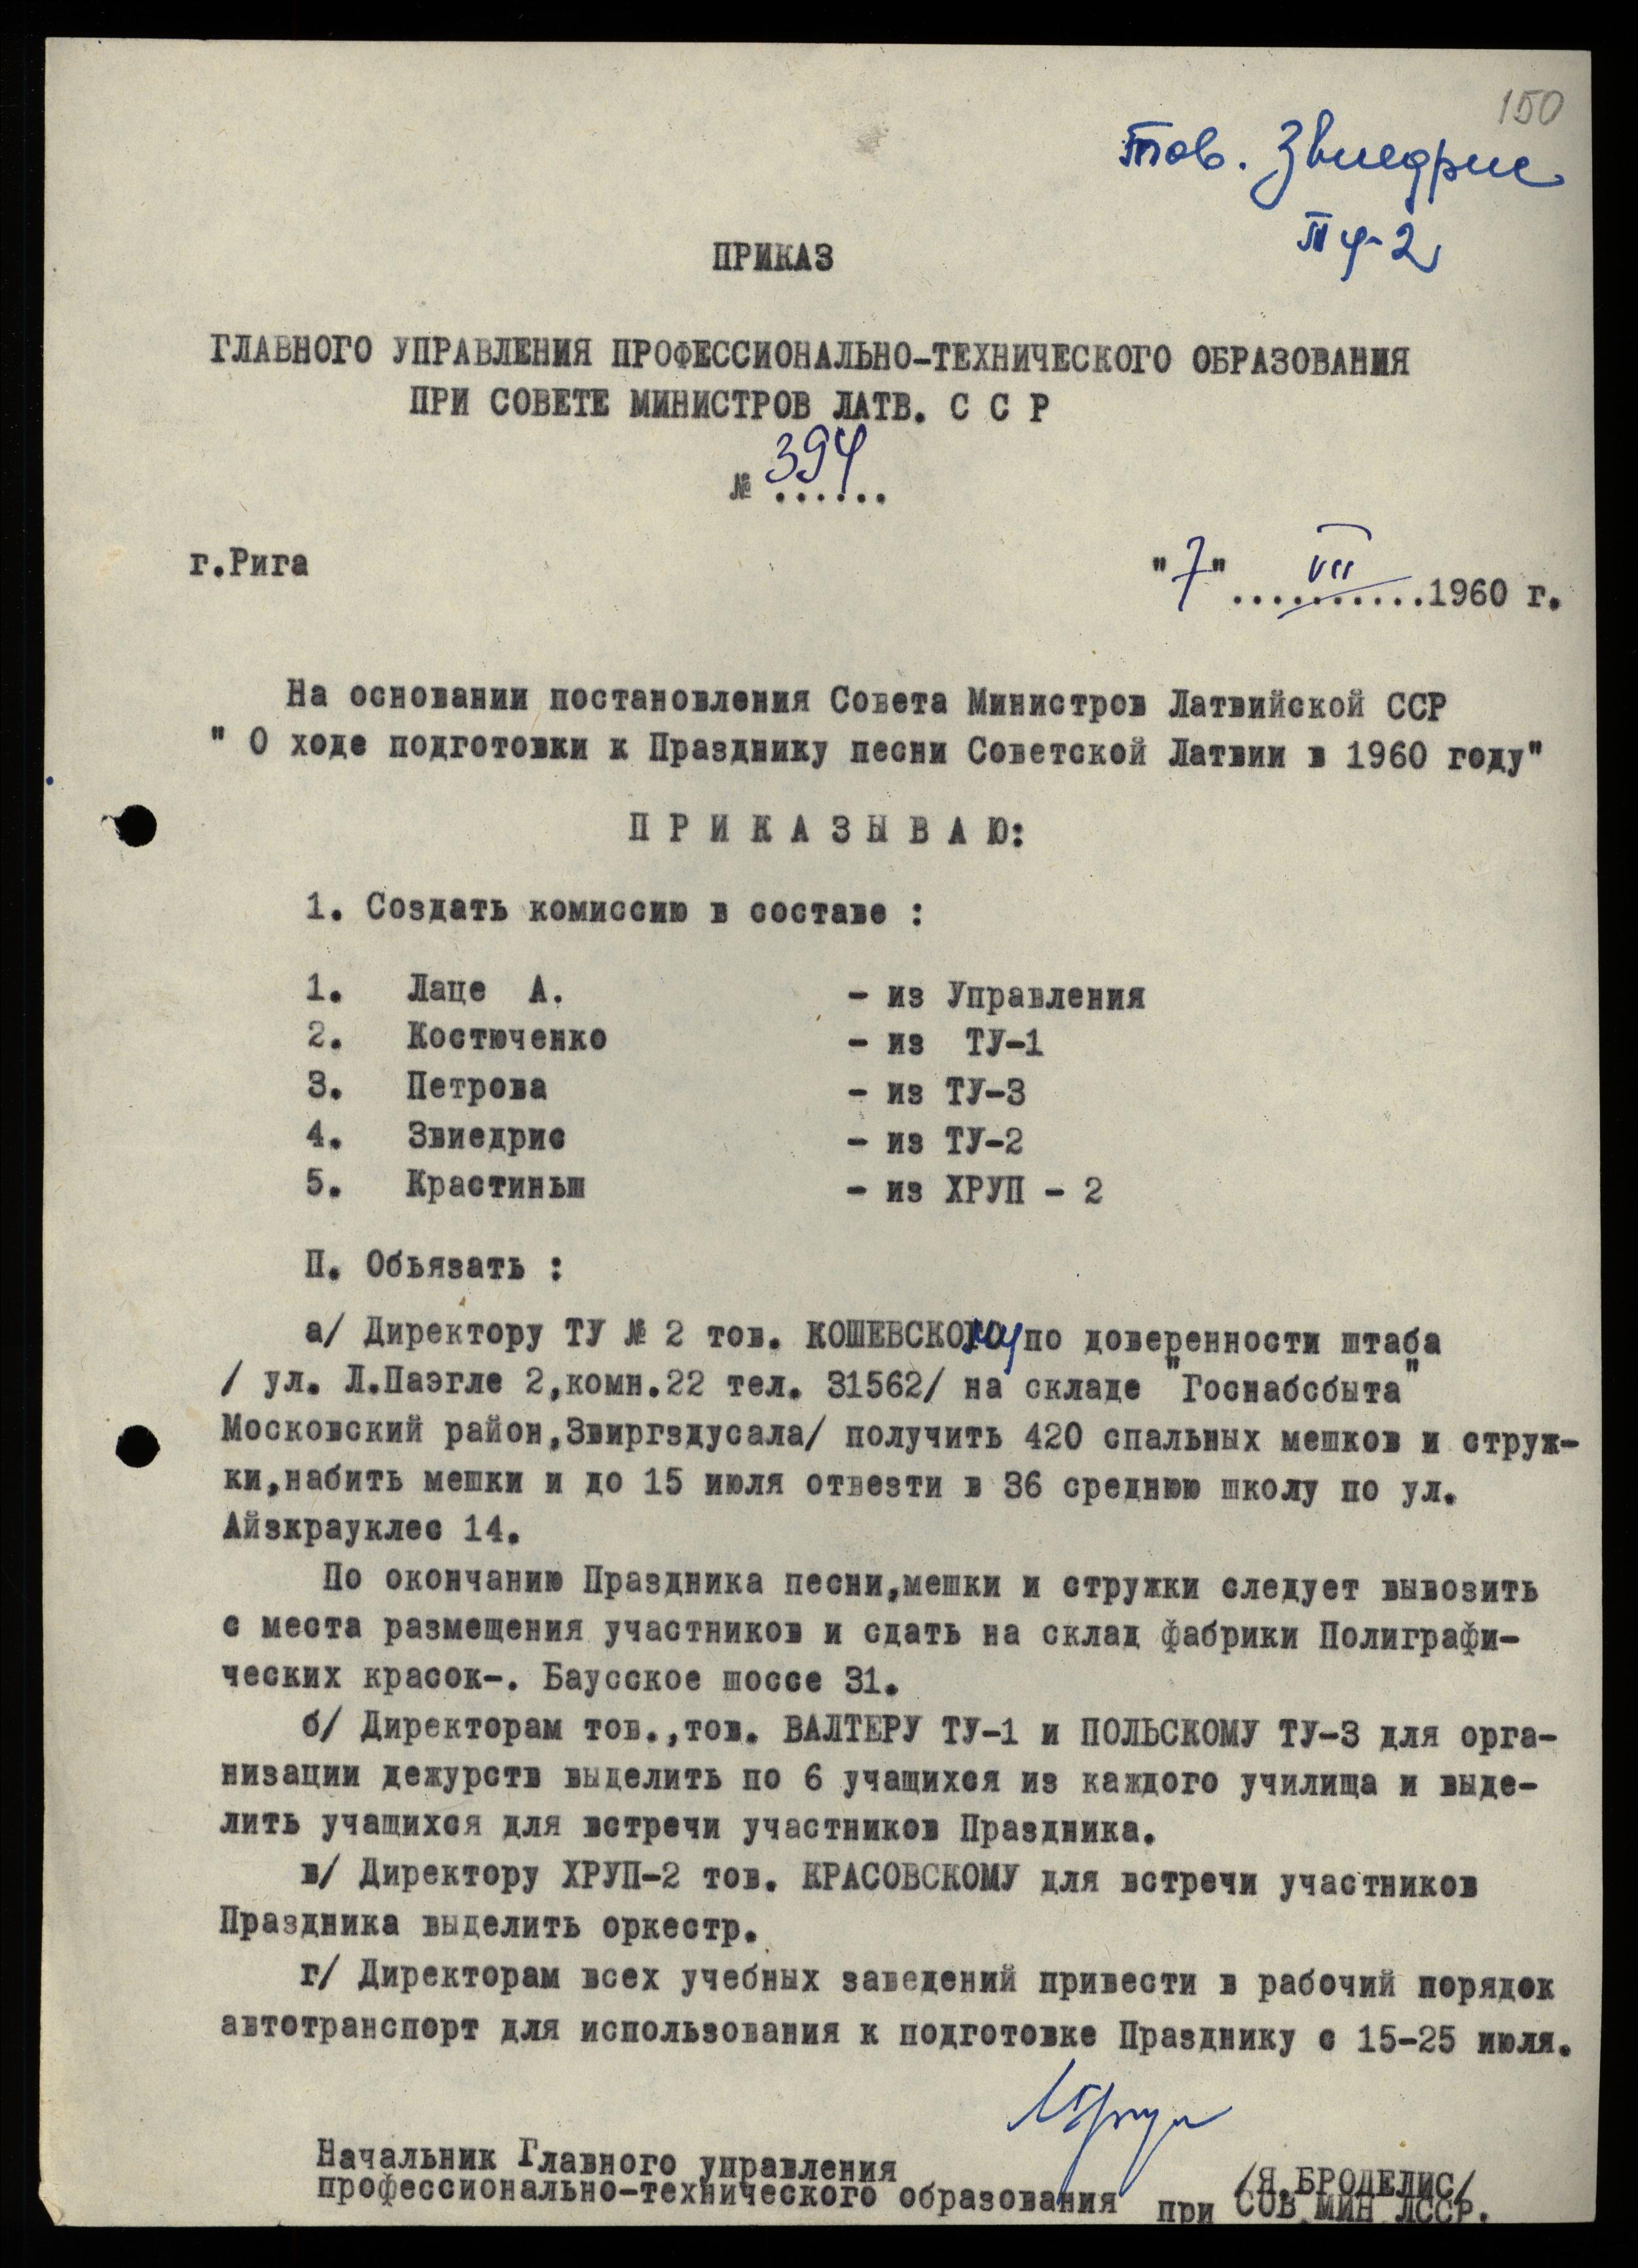 150
Тов. Звиедрис
ТУ-2
ПРИКАЗ
ГЛАВНОГО УПРАВЛЕНИЯ ПРОФЕССИОНАЛЬНО-ТЕХНИЧЕСКОГО ОБРАЗОВАНИЯ
ПРИ СОВЕТЕ МИНИСТРОВ ЛАТВ. С С Р
№ 394
г.Рига "7" VII 1960 г.
На основании постановления Совета Министров Латвийской ССР
" О ходе подготовки к Празднику песни Советской Латвии в 1960 году"
П Р И К А З Ы В А Ю:
1. Создать комиссию в составе :
1. Лаце А. - из Управления
2. Костюченко - из ТУ-1
3. Петрова - из ТУ-3
4. Звиедрис - из ТУ-2
5. Крастиньш - из ХРУП - 2
П. Обьязать :
а/ Директору ТУ № 2 тов. КОШЕВСКОМУ по доверенности штаба
/ ул. Л.Паэгле 2,комн.22 тел. 31562/ на складе "Госнабсбыта"
Московский район,Звиргздусала/ получить 420 спальных мешков и струж-
ки,набить мешки и до 15 июля отвезти в 36 среднюю школу по ул.
Айзкрауклес 14.
По окончанию Праздника песни,мешки и стружки следует вывозить
с места размещения участников и сдать на склад фабрики Полиграфи-
ческих красок-. Баусское шоссе 31.
б/ Директорам тов.,тов. ВАЛТЕРУ ТУ-1 и ПОЛЬСКОМУ ТУ-3 для орга-
низации дежурств выделить по 6 учащихся из каждого училища и выде-
лить учащихся для встречи участников Праздника.
в/ Директору ХРУП-2 тов. КРАСОВСКОМУ для встречи участников
Праздника выделить оркестр.
г/ Директорам всех учебных заведений привести в рабочий порядок
автотранспорт для использования к подготовке Празднику с 15-25 июля.
Начальник Главного управления
профессионально-технического образования при СОВ.МИН ЛССР.
/Я.БРОДЕЛИС/